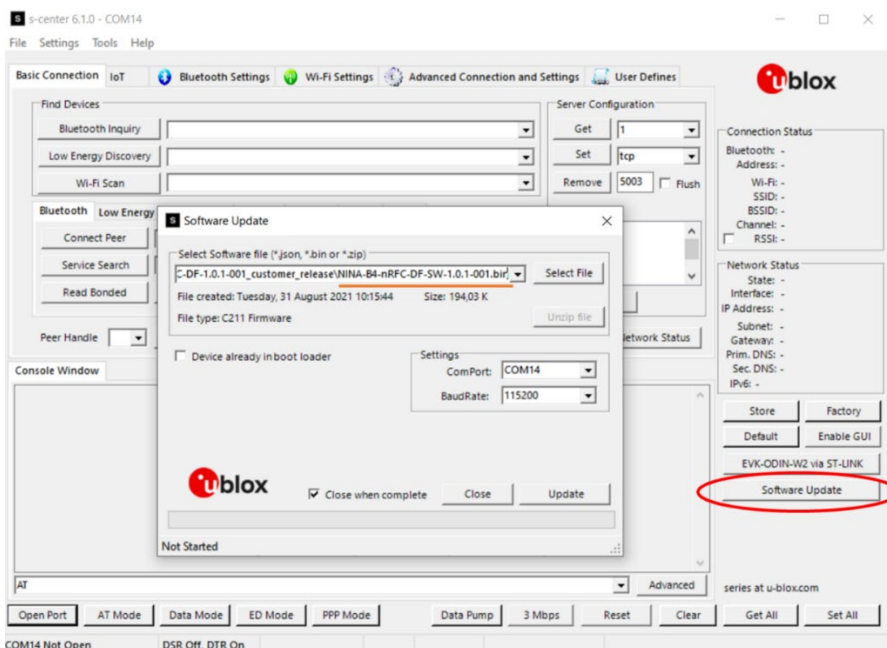 s-center 6.1.0 - COM14
File Settings Tools Help
Basic Connection IoT Bluetooth Settings Wi-Fi Settings Advanced Connection and Settings User Defines
Find Devices
Bluetooth Inquiry
Low Energy Discovery
Wi-Fi Scan
Server Configuration
Get 1
Set tcp
Remove 5003 Flush
ublox
Connection Status
Bluetooth: -
Address: -
Wi-Fi: -
SSID: -
BSSID: -
Channel: -
RSSI: -
Bluetooth Low Energy
Connect Peer
Service Search
Read Bonded
Peer Handle
Network Status
Software Update
Select Software file (*.json, *.bin or *.zip)
C-DF-1.0.1-001_customer_release\NINA-B4-nRFC-DF-SW-1.0.1-001.bin Select File
File created: Tuesday, 31 August 2021 10:15:44 Size: 194,03 K
File type: C211 Firmware Unzip file
Device already in boot loader
Settings
ComPort: COM14
BaudRate: 115200
ublox
Close when complete Close Update
Not Started
Network Status
State: -
Interface: -
IP Address: -
Subnet: -
Gateway: -
Prim. DNS: -
Sec. DNS: -
IPv6: -
Store Factory
Default Enable GUI
EVK-ODIN-W2 via ST-LINK
Software Update
Console Window
AT Advanced
series at u-blox.com
Open Port AT Mode Data Mode ED Mode PPP Mode Data Pump 3 Mbps Reset Clear Get All Set All
COM14 Not Open DSR Off, DTR On